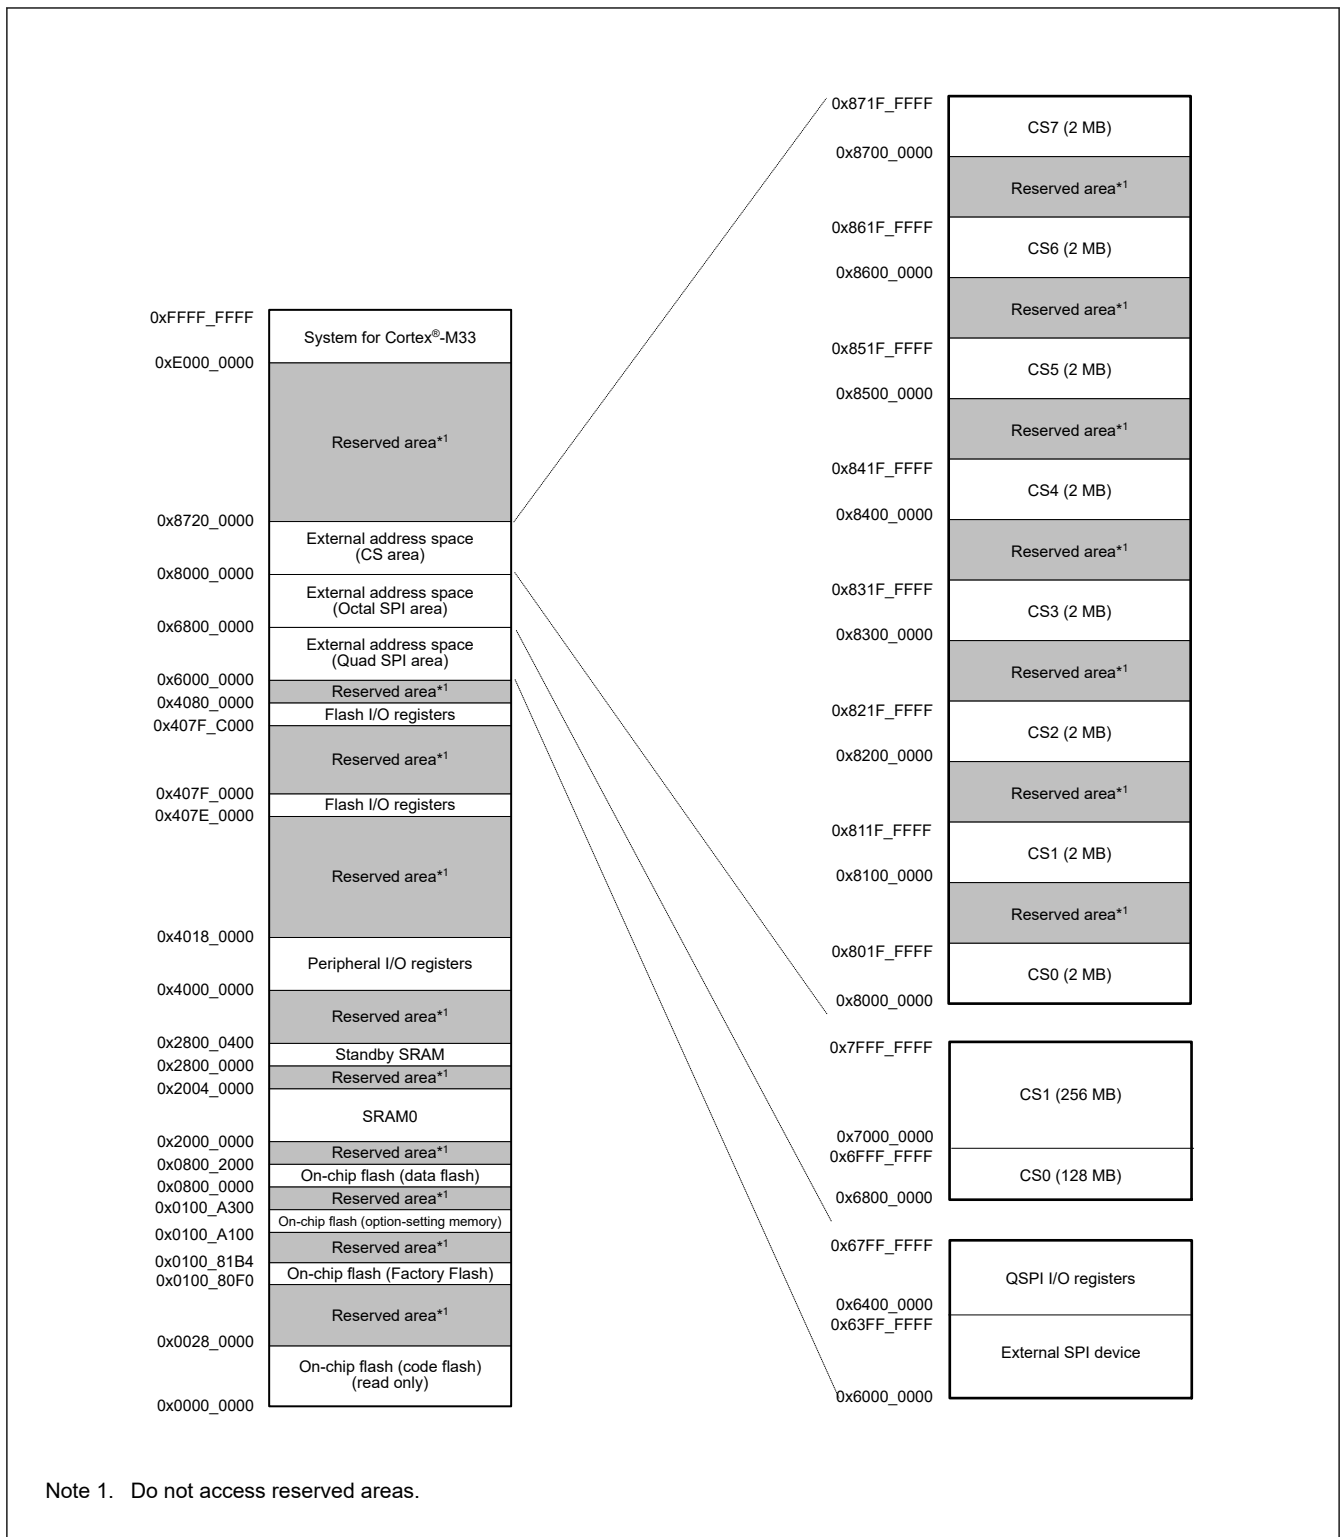 0xFFFF_FFFF
System for Cortex®-M33
0xE000_0000
Reserved area*1
0x8720_0000
External address space
(CS area)
0x8000_0000
External address space
(Octal SPI area)
0x6800_0000
External address space
(Quad SPI area)
0x6000_0000
Reserved area*1
0x4080_0000
Flash I/O registers
0x407F_C000
Reserved area*1
0x407F_0000
Flash I/O registers
0x407E_0000
Reserved area*1
0x4018_0000
Peripheral I/O registers
0x4000_0000
Reserved area*1
0x2800_0400
Standby SRAM
0x2800_0000
Reserved area*1
0x2004_0000
SRAM0
0x2000_0000
Reserved area*1
0x0800_2000
On-chip flash (data flash)
0x0800_0000
Reserved area*1
0x0100_A300
On-chip flash (option-setting memory)
0x0100_A100
Reserved area*1
0x0100_81B4
On-chip flash (Factory Flash)
0x0100_80F0
Reserved area*1
0x0028_0000
On-chip flash (code flash)
(read only)
0x0000_0000
0x871F_FFFF
CS7 (2 MB)
0x8700_0000
Reserved area*1
0x861F_FFFF
CS6 (2 MB)
0x8600_0000
Reserved area*1
0x851F_FFFF
CS5 (2 MB)
0x8500_0000
Reserved area*1
0x841F_FFFF
CS4 (2 MB)
0x8400_0000
Reserved area*1
0x831F_FFFF
CS3 (2 MB)
0x8300_0000
Reserved area*1
0x821F_FFFF
CS2 (2 MB)
0x8200_0000
Reserved area*1
0x811F_FFFF
CS1 (2 MB)
0x8100_0000
Reserved area*1
0x801F_FFFF
CS0 (2 MB)
0x8000_0000
0x7FFF_FFFF
CS1 (256 MB)
0x7000_0000
0x6FFF_FFFF
CS0 (128 MB)
0x6800_0000
0x67FF_FFFF
QSPI I/O registers
0x6400_0000
0x63FF_FFFF
External SPI device
0x6000_0000
Note 1. Do not access reserved areas.